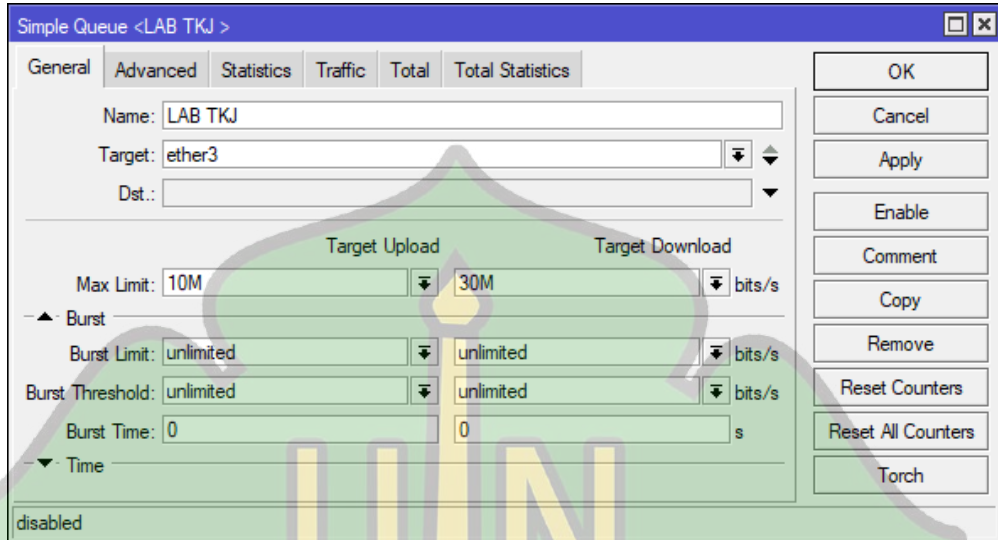 Simple Queue <LAB TKJ >
General Advanced Statistics Traffic Total Total Statistics
Name: LAB TKJ
Target: ether3
Dst.:
Target Upload Target Download
Max Limit: 10M 30M bits/s
Burst
Burst Limit: unlimited unlimited bits/s
Burst Threshold: unlimited unlimited bits/s
Burst Time: 0 0 s
Time
disabled
OK
Cancel
Apply
Enable
Comment
Copy
Remove
Reset Counters
Reset All Counters
Torch
UIN